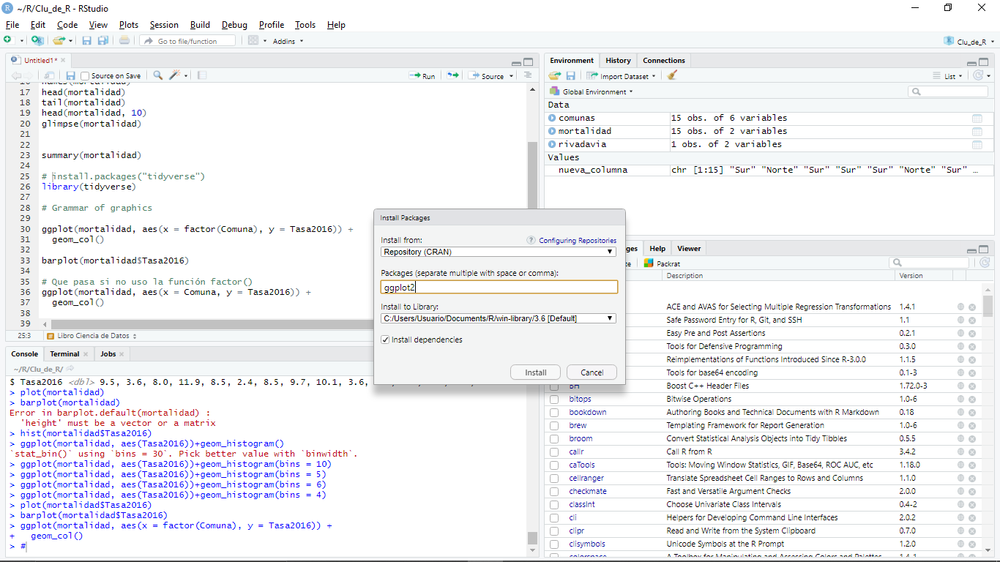 ~/R/Clu_de_R - RStudio
File Edit Code View Plots Session Build Debug Profile Tools Help
Go to file/function Addins Clu_de_R
Untitled1*
Source on Save Run Source
17 head(mortalidad)
18 tail(mortalidad)
19 head(mortalidad, 10)
20 glimpse(mortalidad)
21
22
23 summary(mortalidad)
24
25 # install.packages("tidyverse")
26 library(tidyverse)
27
28 # Grammar of graphics
29
30 ggplot(mortalidad, aes(x = factor(Comuna), y = Tasa2016)) +
31 geom_col()
32
33 barplot(mortalidad$Tasa2016)
34
35 # Que pasa si no uso la función factor()
36 ggplot(mortalidad, aes(x = Comuna, y = Tasa2016)) +
37 geom_col()
38
39
25:3 Libro Ciencia de Datos
Console Terminal Jobs
~/R/Clu_de_R/
$ Tasa2016 <dbl> 9.5, 3.6, 8.0, 11.9, 8.5, 2.4, 8.5, 9.7, 10.1, 3.6,
> plot(mortalidad)
> barplot(mortalidad)
Error in barplot.default(mortalidad) :
'height' must be a vector or a matrix
> hist(mortalidad$Tasa2016)
> ggplot(mortalidad, aes(Tasa2016))+geom_histogram()
`stat_bin()` using `bins = 30`. Pick better value with `binwidth`.
> ggplot(mortalidad, aes(Tasa2016))+geom_histogram(bins = 10)
> ggplot(mortalidad, aes(Tasa2016))+geom_histogram(bins = 5)
> ggplot(mortalidad, aes(Tasa2016))+geom_histogram(bins = 6)
> ggplot(mortalidad, aes(Tasa2016))+geom_histogram(bins = 4)
> plot(mortalidad$Tasa2016)
> barplot(mortalidad$Tasa2016)
> ggplot(mortalidad, aes(x = factor(Comuna), y = Tasa2016)) +
+ geom_col()
> #
Install Packages
Install from: ? Configuring Repositories
Repository (CRAN)
Packages (separate multiple with space or comma):
ggplot2
Install to Library:
C:/Users/Usuario/Documents/R/win-library/3.6 [Default]
Install dependencies
Install Cancel
Environment History Connections
Import Dataset List
Global Environment
Data
comunas 15 obs. of 6 variables
mortalidad 15 obs. of 2 variables
rivadavia 1 obs. of 2 variables
Values
nueva_columna chr [1:15] "Sur" "Norte" "Sur" "Sur" "Sur" "Norte" "Sur" …
ges Help Viewer
te Packrat
Description Version
ACE and AVAS for Selecting Multiple Regression Transformations 1.4.1
Safe Password Entry for R, Git, and SSH 1.1
Easy Pre and Post Assertions 0.2.1
Tools for Defensive Programming 0.3.0
Reimplementations of Functions Introduced Since R-3.0.0 1.1.5
Tools for base64 encoding 0.1-3
BH Boost C++ Header Files 1.72.0-3
bitops Bitwise Operations 1.0-6
bookdown Authoring Books and Technical Documents with R Markdown 0.18
brew Templating Framework for Report Generation 1.0-6
broom Convert Statistical Analysis Objects into Tidy Tibbles 0.5.5
callr Call R from R 3.4.2
caTools Tools: Moving Window Statistics, GIF, Base64, ROC AUC, etc 1.18.0
cellranger Translate Spreadsheet Cell Ranges to Rows and Columns 1.1.0
checkmate Fast and Versatile Argument Checks 2.0.0
classInt Choose Univariate Class Intervals 0.4-2
cli Helpers for Developing Command Line Interfaces 2.0.2
clipr Read and Write from the System Clipboard 0.7.0
clisymbols Unicode Symbols at the R Prompt 1.2.0